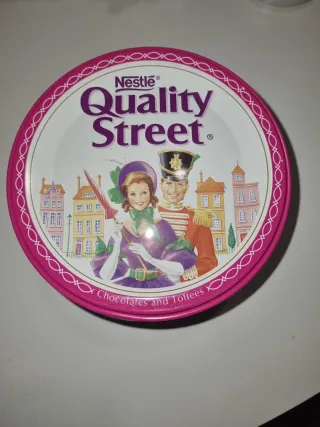 Nestlé®
Quality
Street®
Chocolates and Toffees